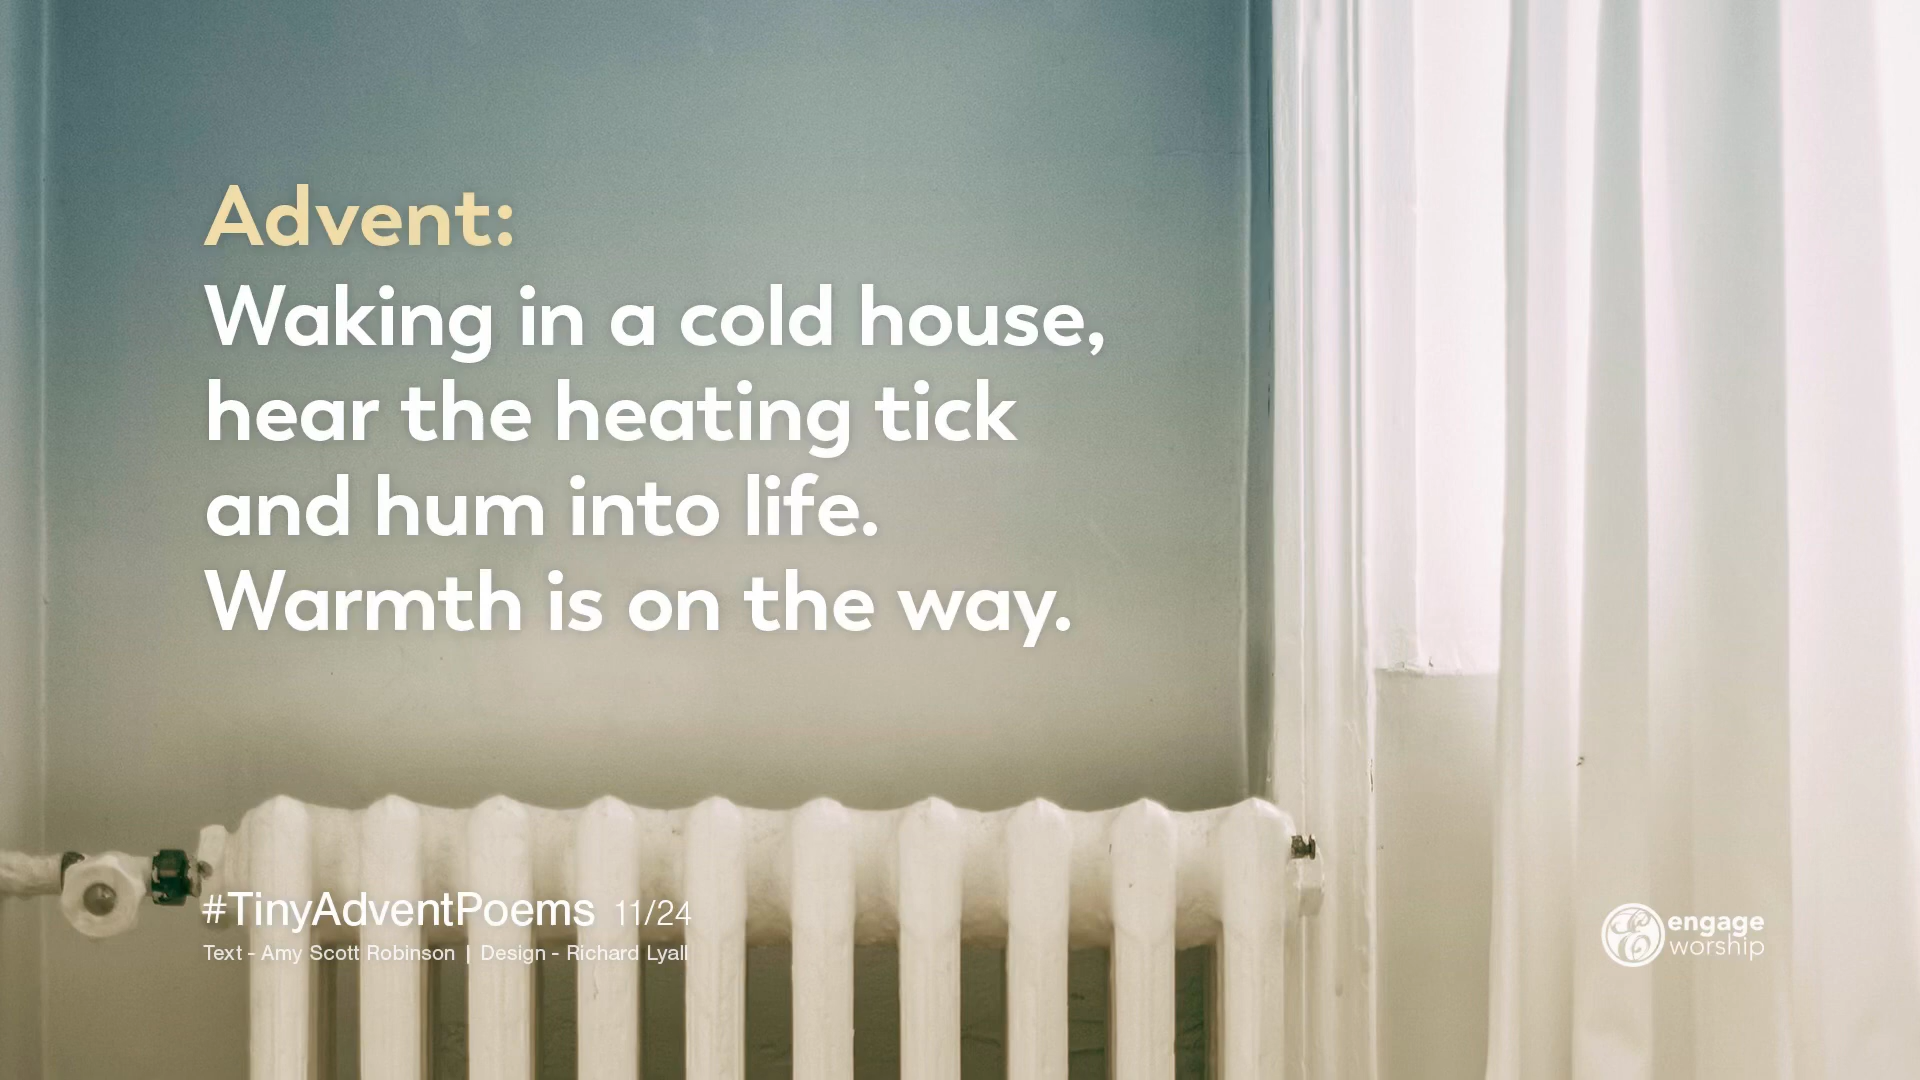 Advent:
Waking in a cold house,
hear the heating tick
and hum into life.
Warmth is on the way.
#TinyAdventPoems 11/24
Text - Amy Scott Robinson | Design - Richard Lyall
engage
worship